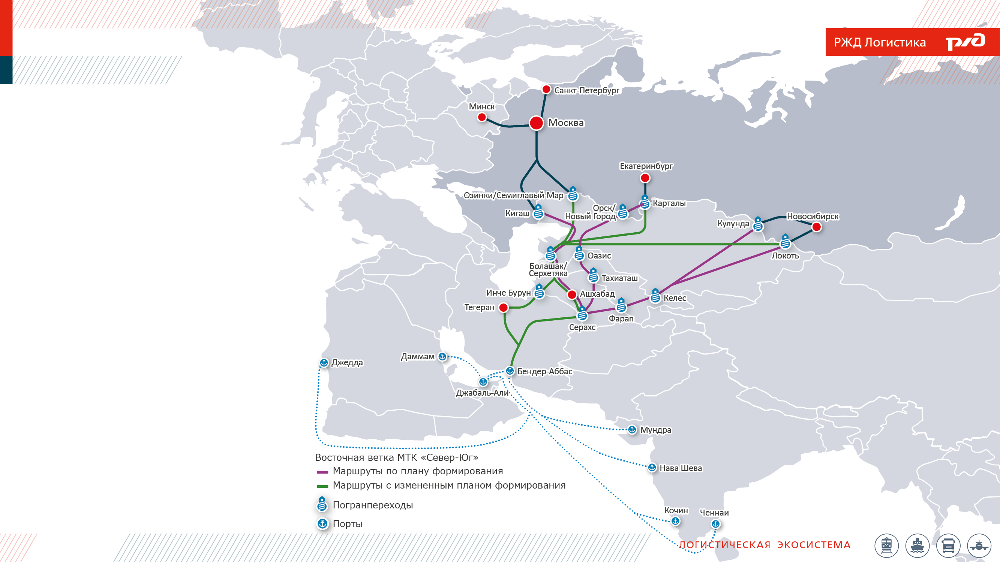 РЖД Логистика
Санкт-Петербург
Минск
Москва
Екатеринбург
Озинки/Семиглавый Мар
Карталы
Орск/
Новый Город
Кигаш
Новосибирск
Кулунда
Оазис
Локоть
Болашак/
Серхетяка
Тахиаташ
Инче Бурун
Ашхабад
Келес
Тегеран
Фарап
Серахс
Даммам
Джедда
Бендер-Аббас
Джабаль-Али
Мундра
Нава Шева
Кочин
Ченнаи
Восточная ветка МТК «Север-Юг»
Маршруты по плану формирования
Маршруты с измененным планом формирования
Погранпереходы
Порты
ЛОГИСТИЧЕСКАЯ ЭКОСИСТЕМА